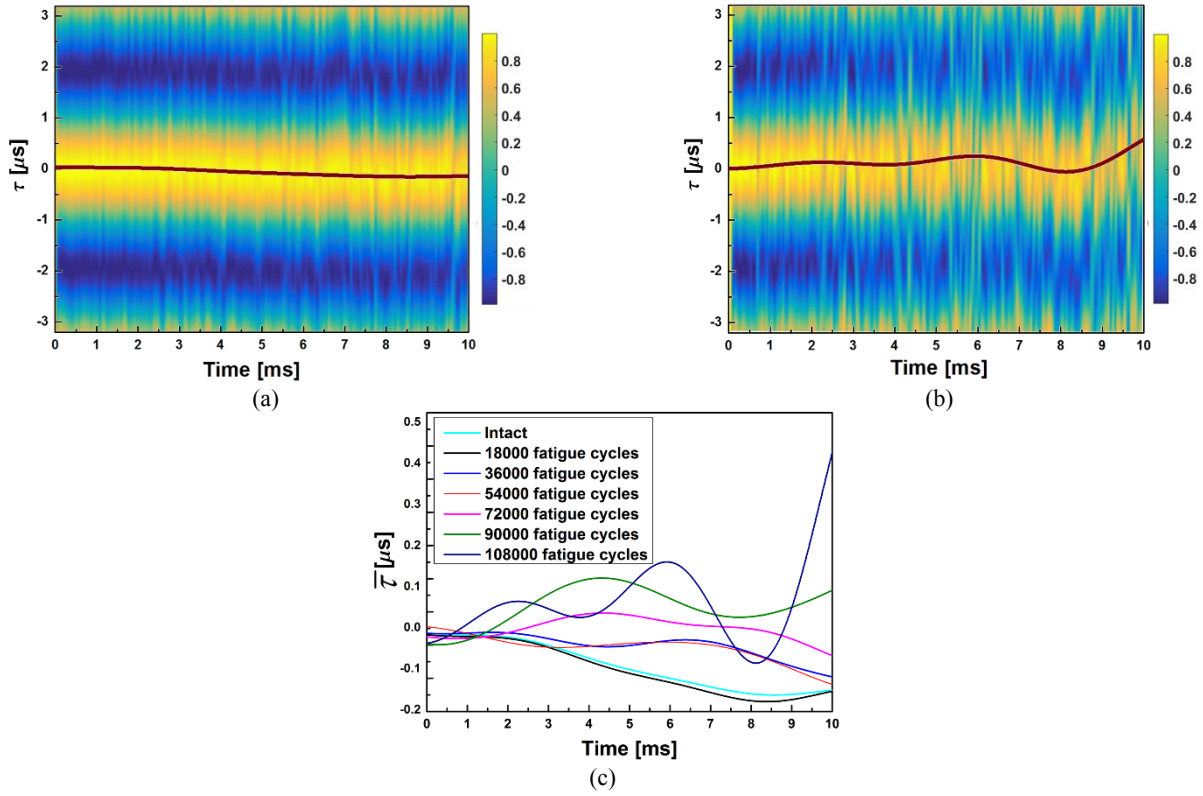 3
2
1
0
-1
-2
-3
τ [μs]
0 1 2 3 4 5 6 7 8 9 10
Time [ms]
0.8
0.6
0.4
0.2
0
-0.2
-0.4
-0.6
-0.8
(a)
3
2
1
0
-1
-2
-3
τ [μs]
0 1 2 3 4 5 6 7 8 9 10
Time [ms]
0.8
0.6
0.4
0.2
0
-0.2
-0.4
-0.6
-0.8
(b)
0.5
0.4
0.3
0.2
0.1
0.0
-0.1
-0.2
τ̅ [μs]
Intact
18000 fatigue cycles
36000 fatigue cycles
54000 fatigue cycles
72000 fatigue cycles
90000 fatigue cycles
108000 fatigue cycles
0 1 2 3 4 5 6 7 8 9 10
Time [ms]
(c)